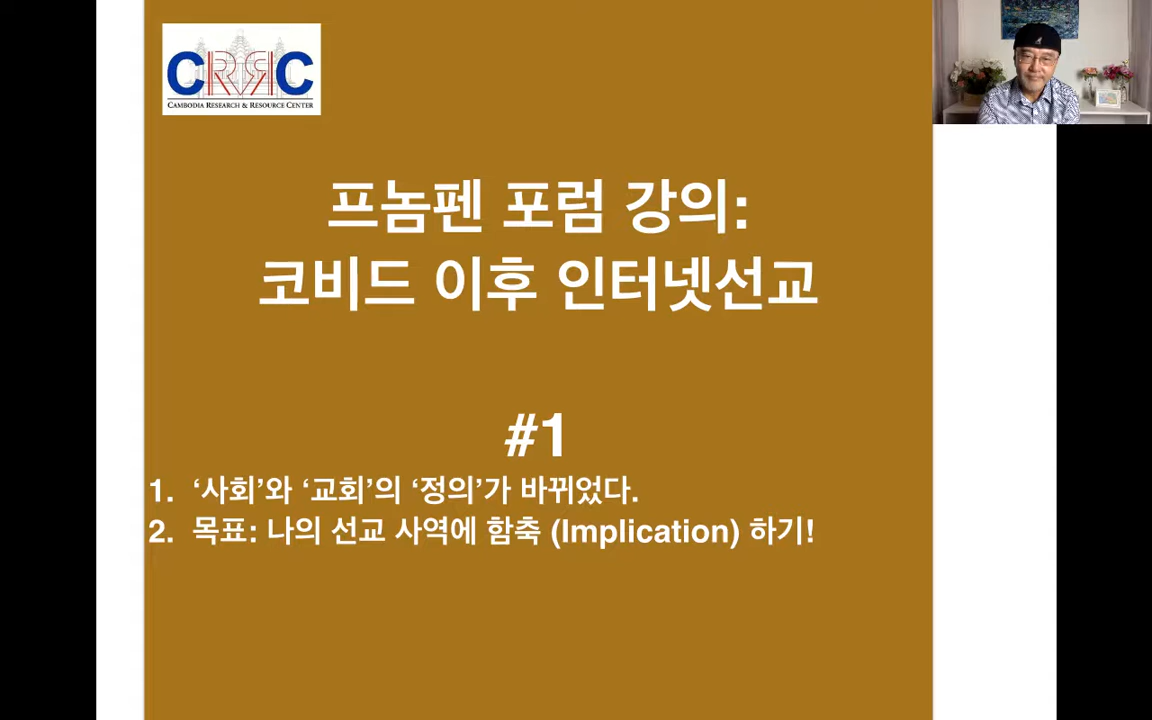 CRRC
CAMBODIA RESEARCH & RESOURCE CENTER
프놈펜 포럼 강의:
코비드 이후 인터넷선교
#1
1. ‘사회’와 ‘교회’의 ‘정의’가 바뀌었다.
2. 목표: 나의 선교 사역에 함축 (Implication) 하기!